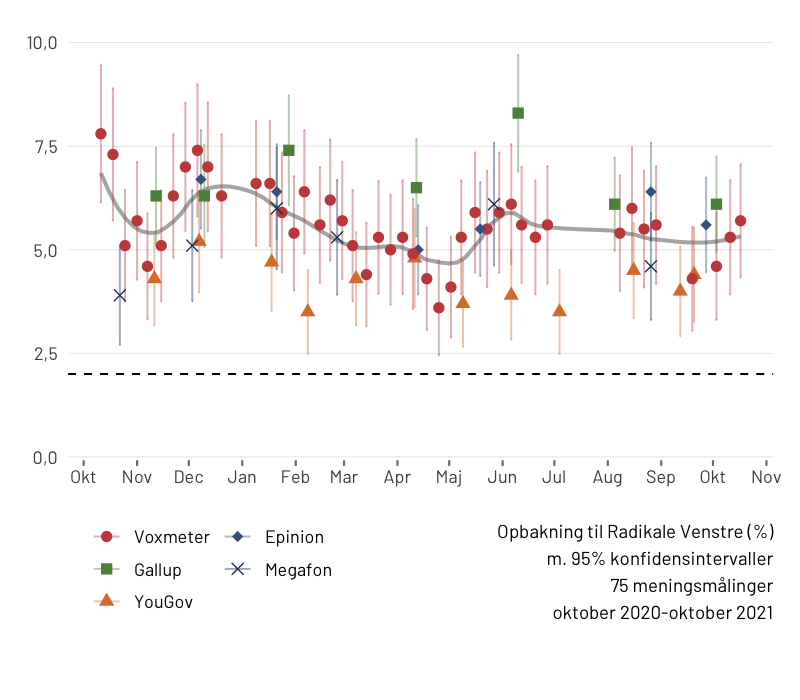 10,0
7,5
5,0
2,5
0,0
Okt Nov Dec Jan Feb Mar Apr Maj Jun Jul Aug Sep Okt Nov
Voxmeter
Gallup
YouGov
Epinion
Megafon
Opbakning til Radikale Venstre (%)
m. 95% konfidensintervaller
75 meningsmålinger
oktober 2020-oktober 2021